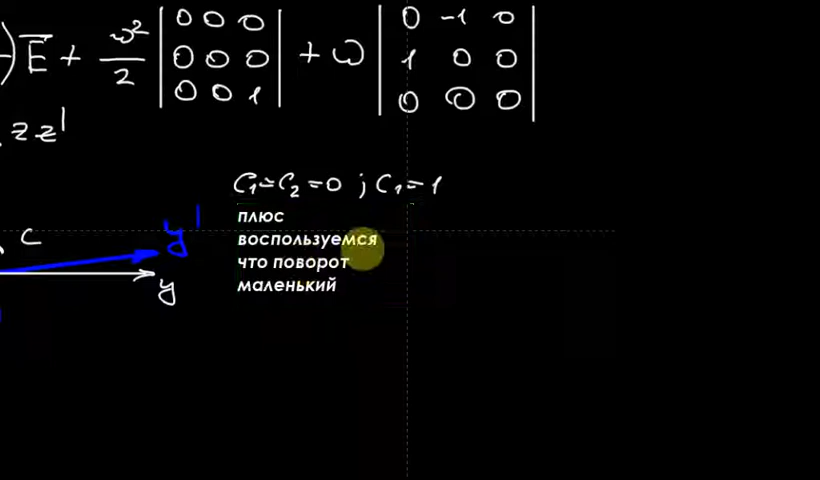 ) E̅ + ω²/2 | 0 0 0 ; 0 0 0 ; 0 0 1 | + ω | 0 -1 0 ; 1 0 0 ; 0 0 0 |
, z z'
C₁ = C₂ = 0 ; C₁ = 1
плюс
воспользуемся
что поворот
маленький
C
y'
y